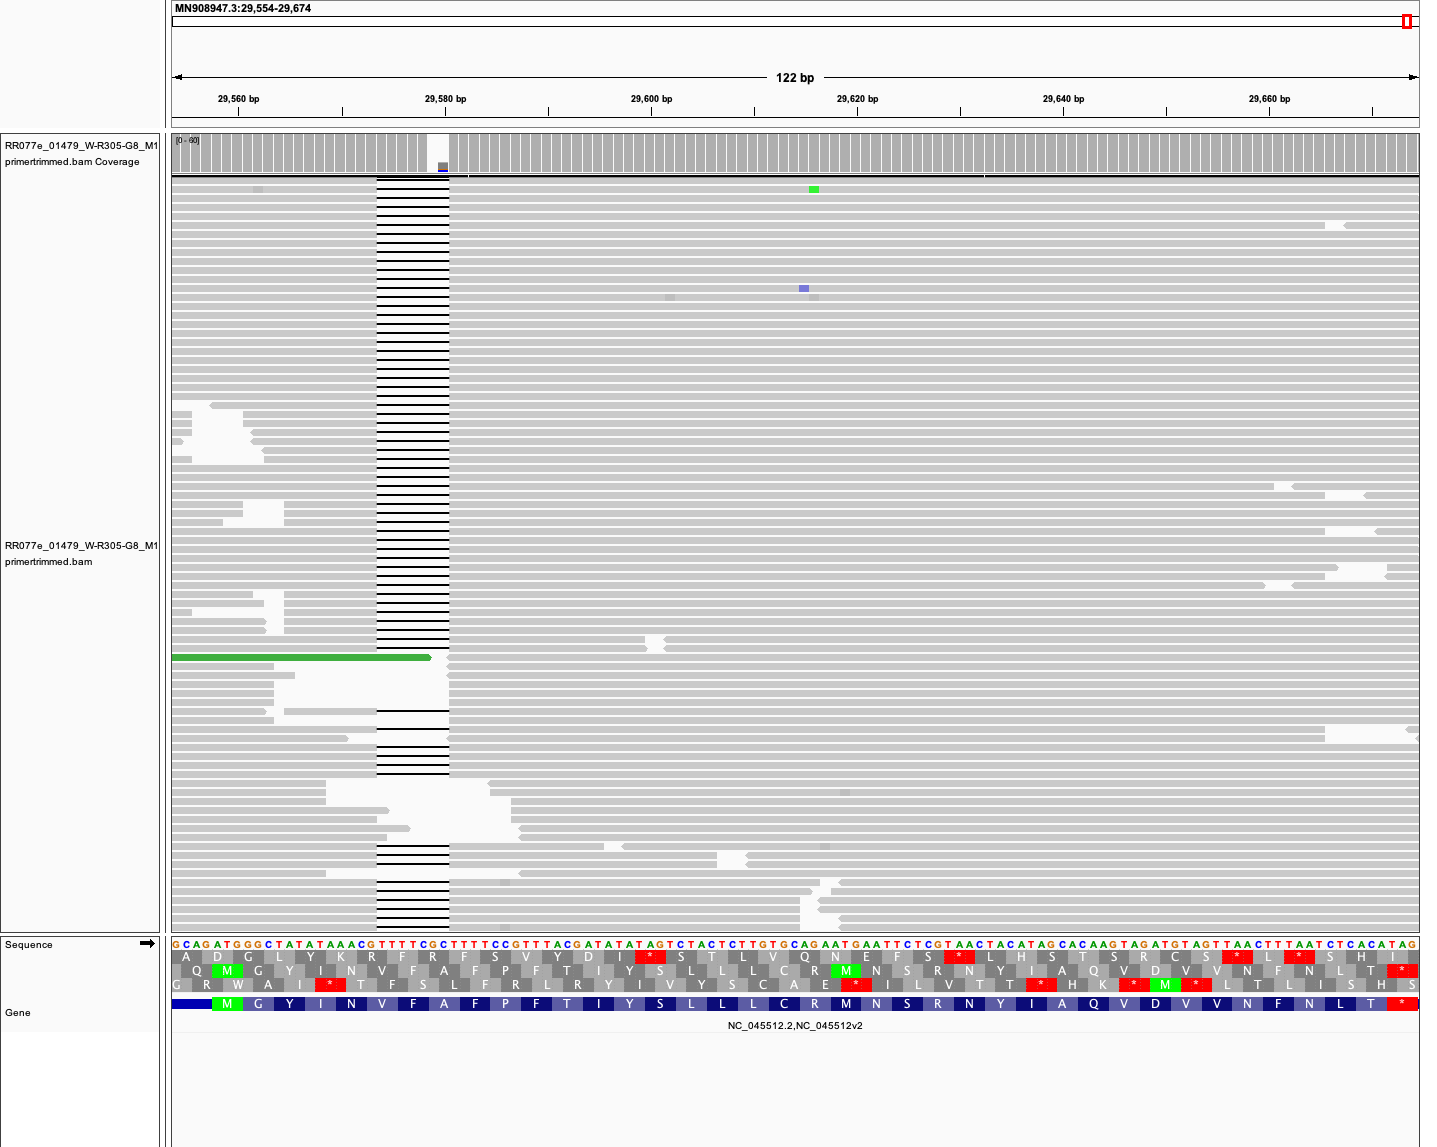 MN908947.3:29,554-29,674
122 bp
29,560 bp 29,580 bp 29,600 bp 29,620 bp 29,640 bp 29,660 bp
RR077e_01479_W-R305-G8_M1
primertrimmed.bam Coverage
[0 - 60]
RR077e_01479_W-R305-G8_M1
primertrimmed.bam
Sequence
GCAGATGGGCTATATAAACGTTTTCGCTTTTCCGTTTACGATATATAGTCTACTCTTGTGCAGAATGAATTCTCGTAACTACATAGCACAAGTAGATGTAGTTAACTTTAATCTCACATAG
A D G L Y K R F R F S V Y D I * S T L V Q N E F S * L H S T S R C S * L * S H I
Q M G Y I N V F A F P F T I Y S L L L C R M N S R N Y I A Q V D V V N F N L T *
G R W A I * T F S L F R L R Y I V Y S C A E * I L V T T * H K * M * L T L I S H S
Gene
M G Y I N V F A F P F T I Y S L L L C R M N S R N Y I A Q V D V V N F N L T *
NC_045512.2,NC_045512v2